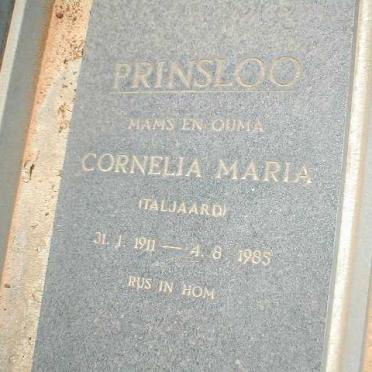 PRINSLOO
MAMS EN OUMA
CORNELIA MARIA
(TALJAARD)
31. 1. 1911 — 4. 8. 1985
RUS IN HOM